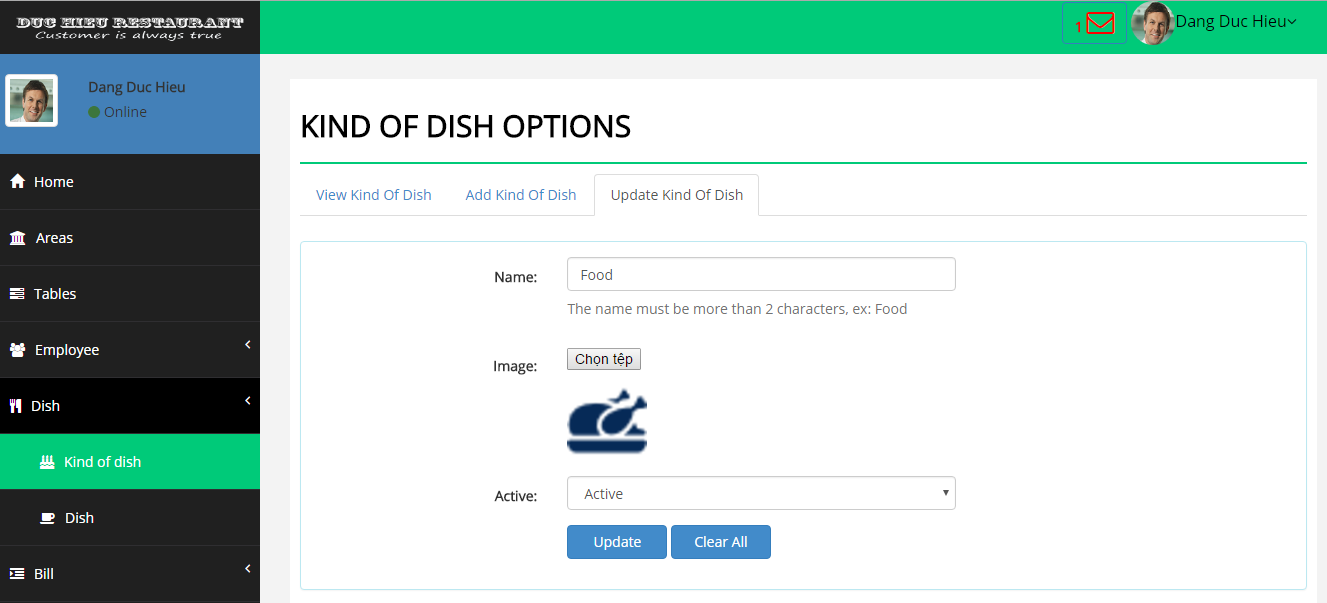 DUC HIEU RESTAURANT
Customer is always true
1
Dang Duc Hieu
Dang Duc Hieu
Online
Home
Areas
Tables
Employee
Dish
Kind of dish
Dish
Bill
KIND OF DISH OPTIONS
View Kind Of Dish Add Kind Of Dish Update Kind Of Dish
Name: Food
The name must be more than 2 characters, ex: Food
Image: Chọn tệp
Active: Active
Update Clear All